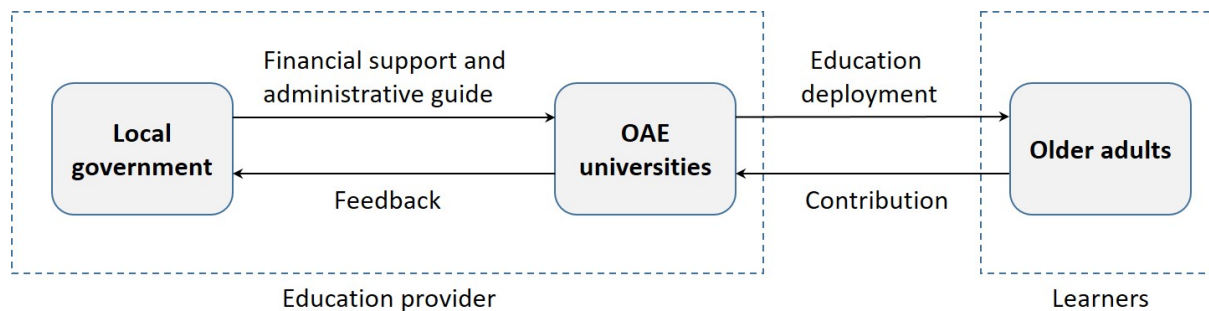 Financial support and
administrative guide
Education
deployment
Local
government
OAE
universities
Older adults
Feedback
Contribution
Education provider
Learners